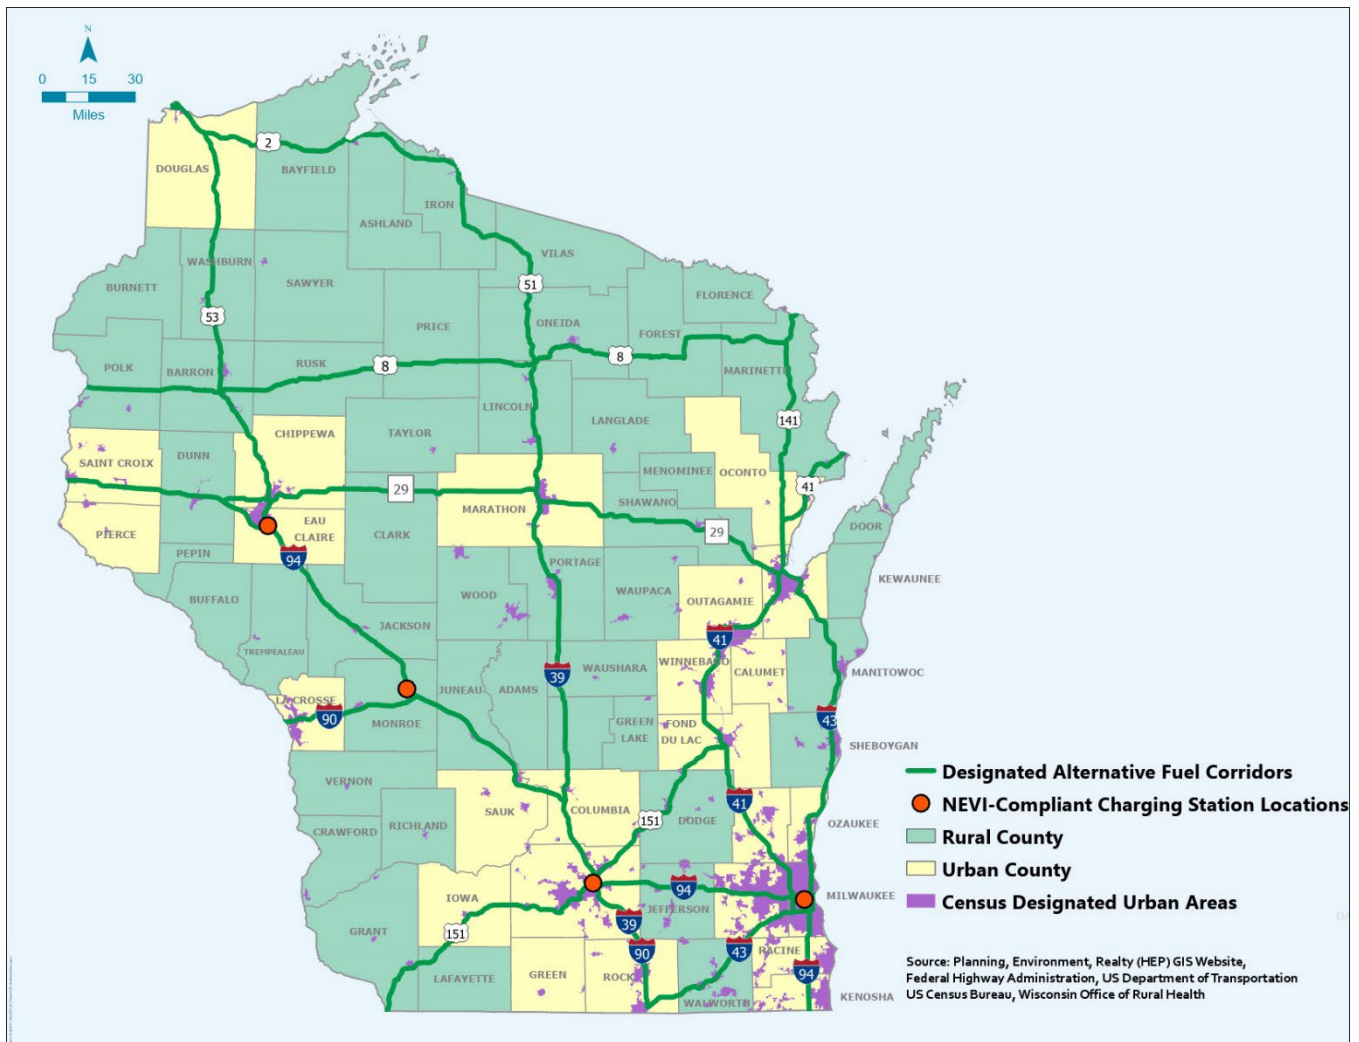 N
0 15 30
Miles
2
DOUGLAS
BAYFIELD
ASHLAND
IRON
VILAS
WASHBURN
SAWYER
BURNETT
53
51
FLORENCE
PRICE
ONEIDA
FOREST
POLK
BARRON
RUSK
8
8
MARINETTE
LINCOLN
LANGLADE
141
CHIPPEWA
TAYLOR
SAINT CROIX
DUNN
MENOMINEE
OCONTO
41
29
MARATHON
SHAWANO
29
PIERCE
EAU
CLAIRE
CLARK
DOOR
PEPIN
94
PORTAGE
KEWAUNEE
BUFFALO
WOOD
WAUPACA
OUTAGAMIE
JACKSON
41
TREMPEALEAU
WINNEBAGO
CALUMET
MANITOWOC
39
WAUSHARA
JUNEAU
ADAMS
LA CROSSE
90
MONROE
GREEN
LAKE
FOND
DU LAC
43
SHEBOYGAN
Designated Alternative Fuel Corridors
VERNON
SAUK
COLUMBIA
41
NEVI-Compliant Charging Station Locations
151
DODGE
OZAUKEE
CRAWFORD
RICHLAND
Rural County
Urban County
94
IOWA
MILWAUKEE
Census Designated Urban Areas
JEFFERSON
39
GRANT
151
90
43
RACINE
94
LAFAYETTE
GREEN
ROCK
WALWORTH
KENOSHA
Source: Planning, Environment, Realty (HEP) GIS Website,
Federal Highway Administration, US Department of Transportation
US Census Bureau, Wisconsin Office of Rural Health